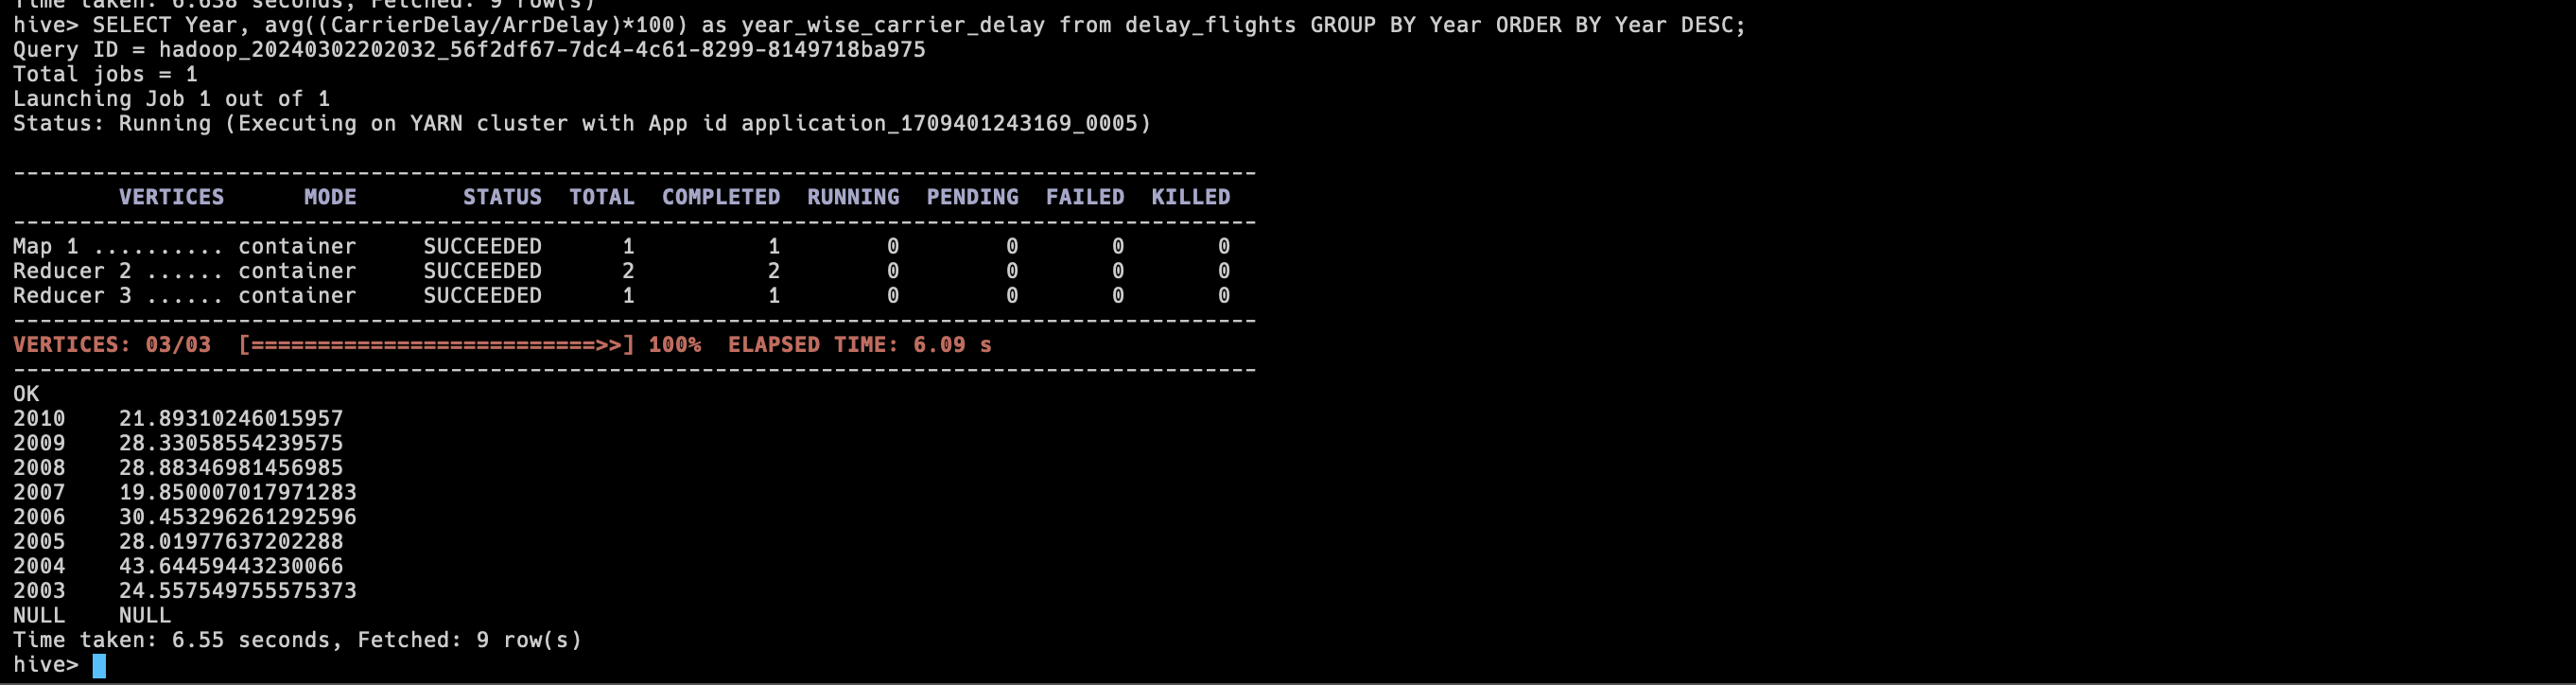 Time taken: 6.638 seconds, Fetched: 9 row(s)
hive> SELECT Year, avg((CarrierDelay/ArrDelay)*100) as year_wise_carrier_delay from delay_flights GROUP BY Year ORDER BY Year DESC;
Query ID = hadoop_20240302202032_56f2df67-7dc4-4c61-8299-8149718ba975
Total jobs = 1
Launching Job 1 out of 1
Status: Running (Executing on YARN cluster with App id application_1709401243169_0005)
----------------------------------------------------------------------------------------------
        VERTICES      MODE        STATUS  TOTAL  COMPLETED  RUNNING  PENDING  FAILED  KILLED
----------------------------------------------------------------------------------------------
Map 1 .......... container     SUCCEEDED      1          1        0        0       0       0
Reducer 2 ...... container     SUCCEEDED      2          2        0        0       0       0
Reducer 3 ...... container     SUCCEEDED      1          1        0        0       0       0
----------------------------------------------------------------------------------------------
VERTICES: 03/03  [==========================>>] 100%  ELAPSED TIME: 6.09 s
----------------------------------------------------------------------------------------------
OK
2010    21.89310246015957
2009    28.33058554239575
2008    28.88346981456985
2007    19.850007017971283
2006    30.453296261292596
2005    28.01977637202288
2004    43.64459443230066
2003    24.557549755575373
NULL    NULL
Time taken: 6.55 seconds, Fetched: 9 row(s)
hive>